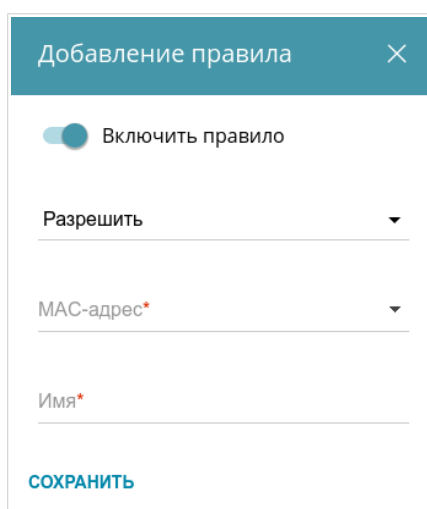 Добавление правила
Включить правило
Разрешить
MAC-адрес*
Имя*
СОХРАНИТЬ